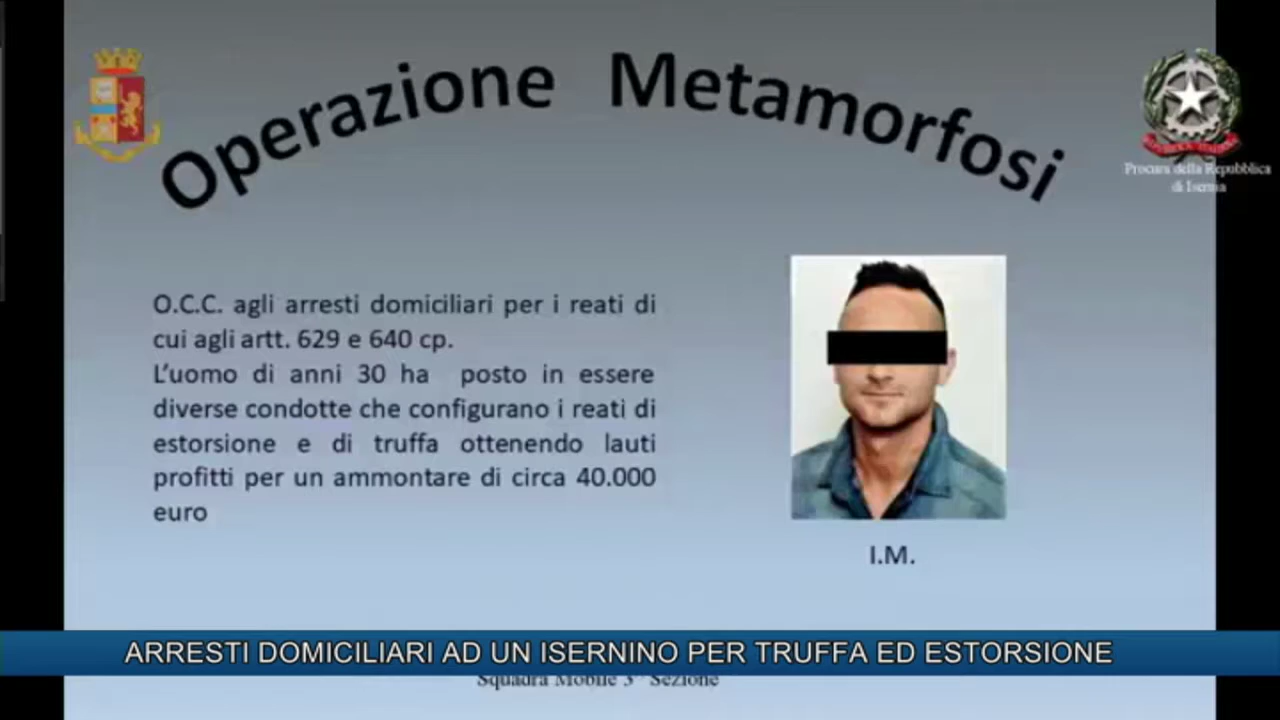 Operazione Metamorfosi
Procura della Repubblica
di Isernia
O.C.C. agli arresti domiciliari per i reati di
cui agli artt. 629 e 640 cp.
L'uomo di anni 30 ha posto in essere
diverse condotte che configurano i reati di
estorsione e di truffa ottenendo lauti
profitti per un ammontare di circa 40.000
euro
I.M.
ARRESTI DOMICILIARI AD UN ISERNINO PER TRUFFA ED ESTORSIONE
Squadra Mobile 3^ Sezione